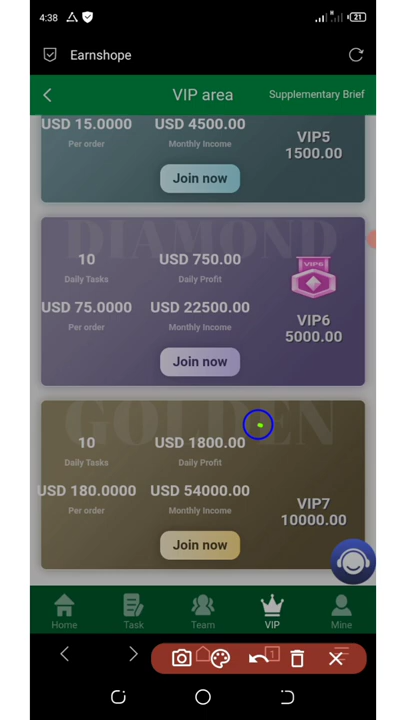 4:38
21
Earnshope
VIP area
Supplementary Brief
USD 15.0000
USD 4500.00
VIP5
Per order
Monthly Income
1500.00
Join now
DIAMOND
10
USD 750.00
VIP6
Daily Tasks
Daily Profit
USD 75.0000
USD 22500.00
VIP6
Per order
Monthly Income
5000.00
Join now
GOLDEN
10
USD 1800.00
Daily Tasks
Daily Profit
USD 180.0000
USD 54000.00
VIP7
Per order
Monthly Income
10000.00
Join now
Home
Task
Team
VIP
Mine
1